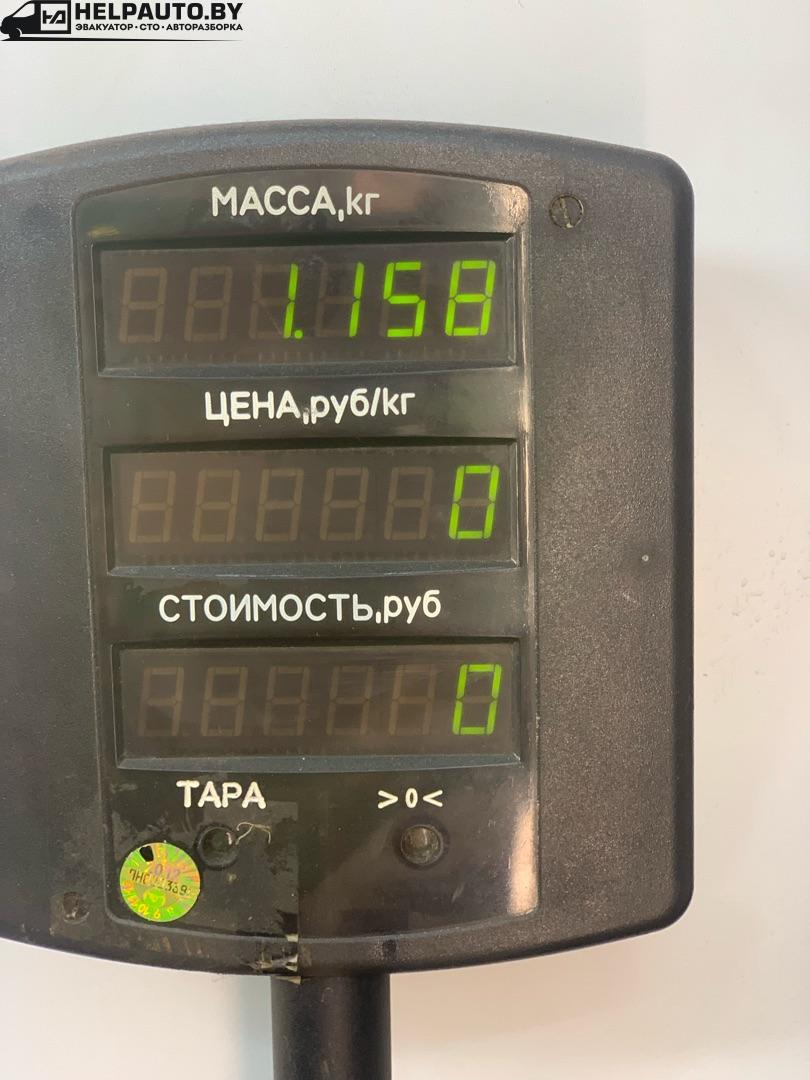 HELPAUTO.BY
ЭВАКУАТОР•СТО•АВТОРАЗБОРКА
МАССА,кг
1.158
ЦЕНА,руб/кг
0
СТОИМОСТЬ,руб
0
ТАРА >0<